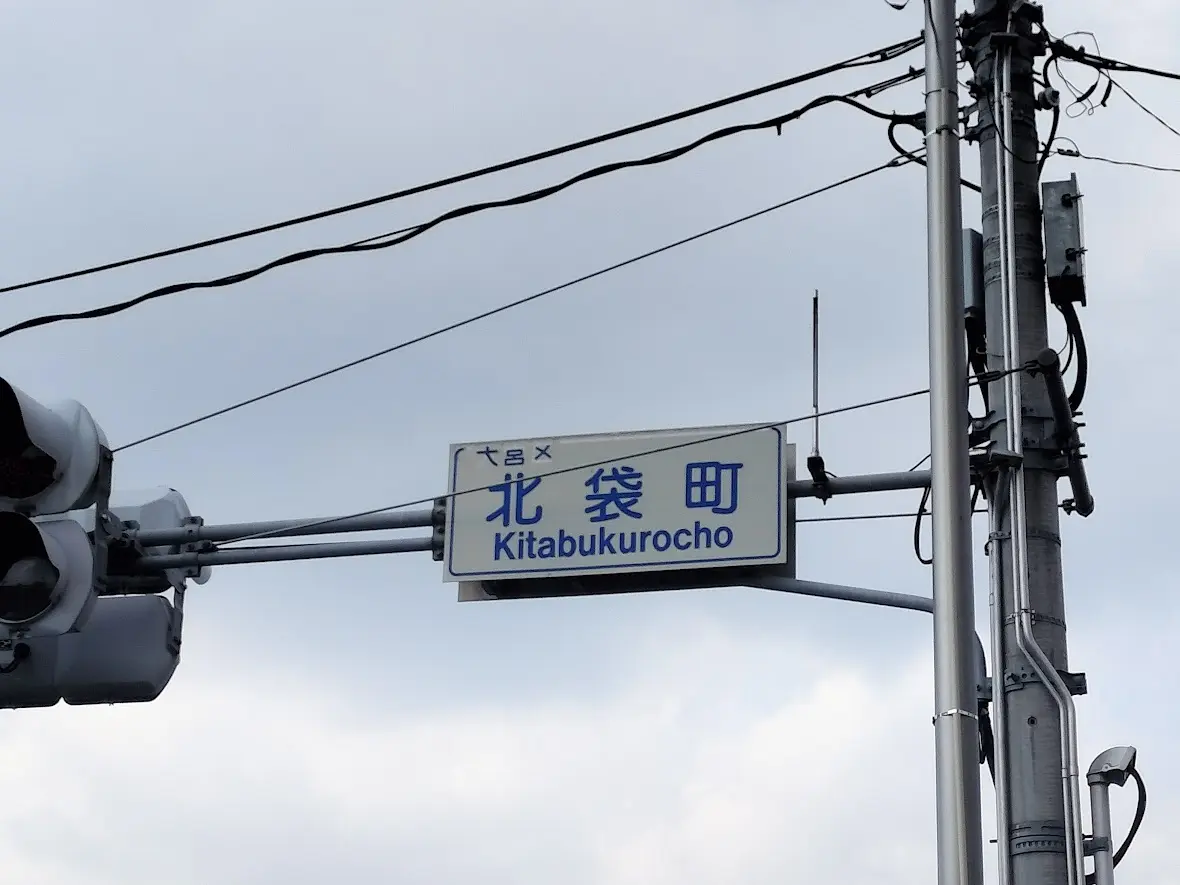 北袋町
Kitabukurocho